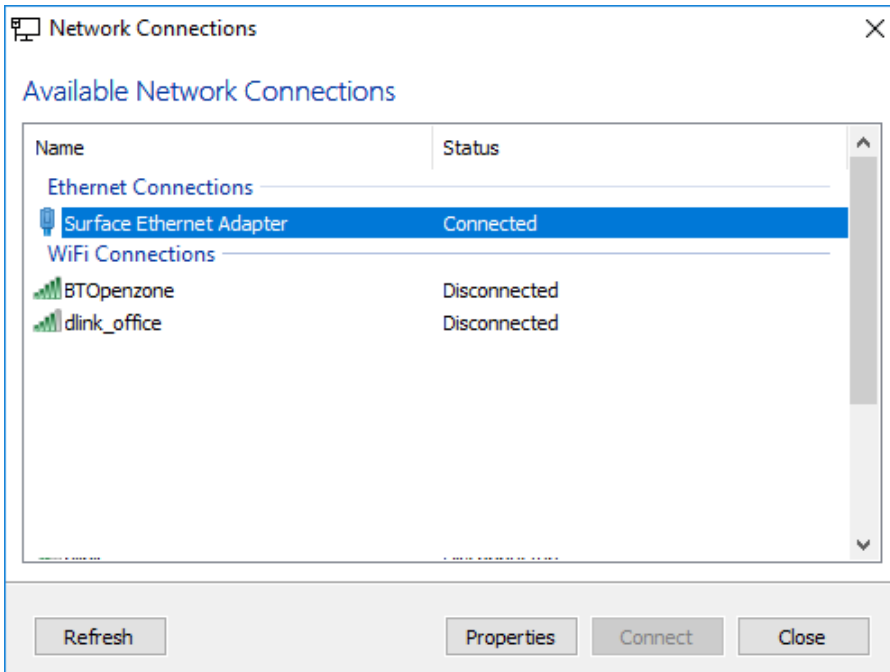 Network Connections
Available Network Connections
Name Status
Ethernet Connections
Surface Ethernet Adapter Connected
WiFi Connections
BTOpenzone Disconnected
dlink_office Disconnected
Refresh Properties Connect Close